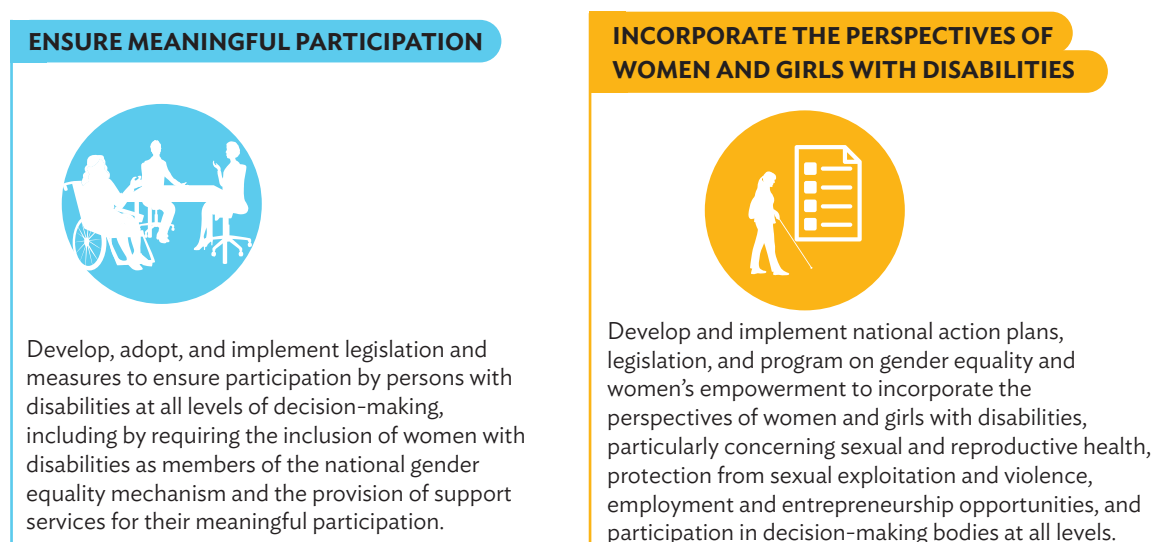 ENSURE MEANINGFUL PARTICIPATION
Develop, adopt, and implement legislation and
measures to ensure participation by persons with
disabilities at all levels of decision-making,
including by requiring the inclusion of women with
disabilities as members of the national gender
equality mechanism and the provision of support
services for their meaningful participation.
INCORPORATE THE PERSPECTIVES OF
WOMEN AND GIRLS WITH DISABILITIES
Develop and implement national action plans,
legislation, and program on gender equality and
women's empowerment to incorporate the
perspectives of women and girls with disabilities,
particularly concerning sexual and reproductive health,
protection from sexual exploitation and violence,
employment and entrepreneurship opportunities, and
participation in decision-making bodies at all levels.